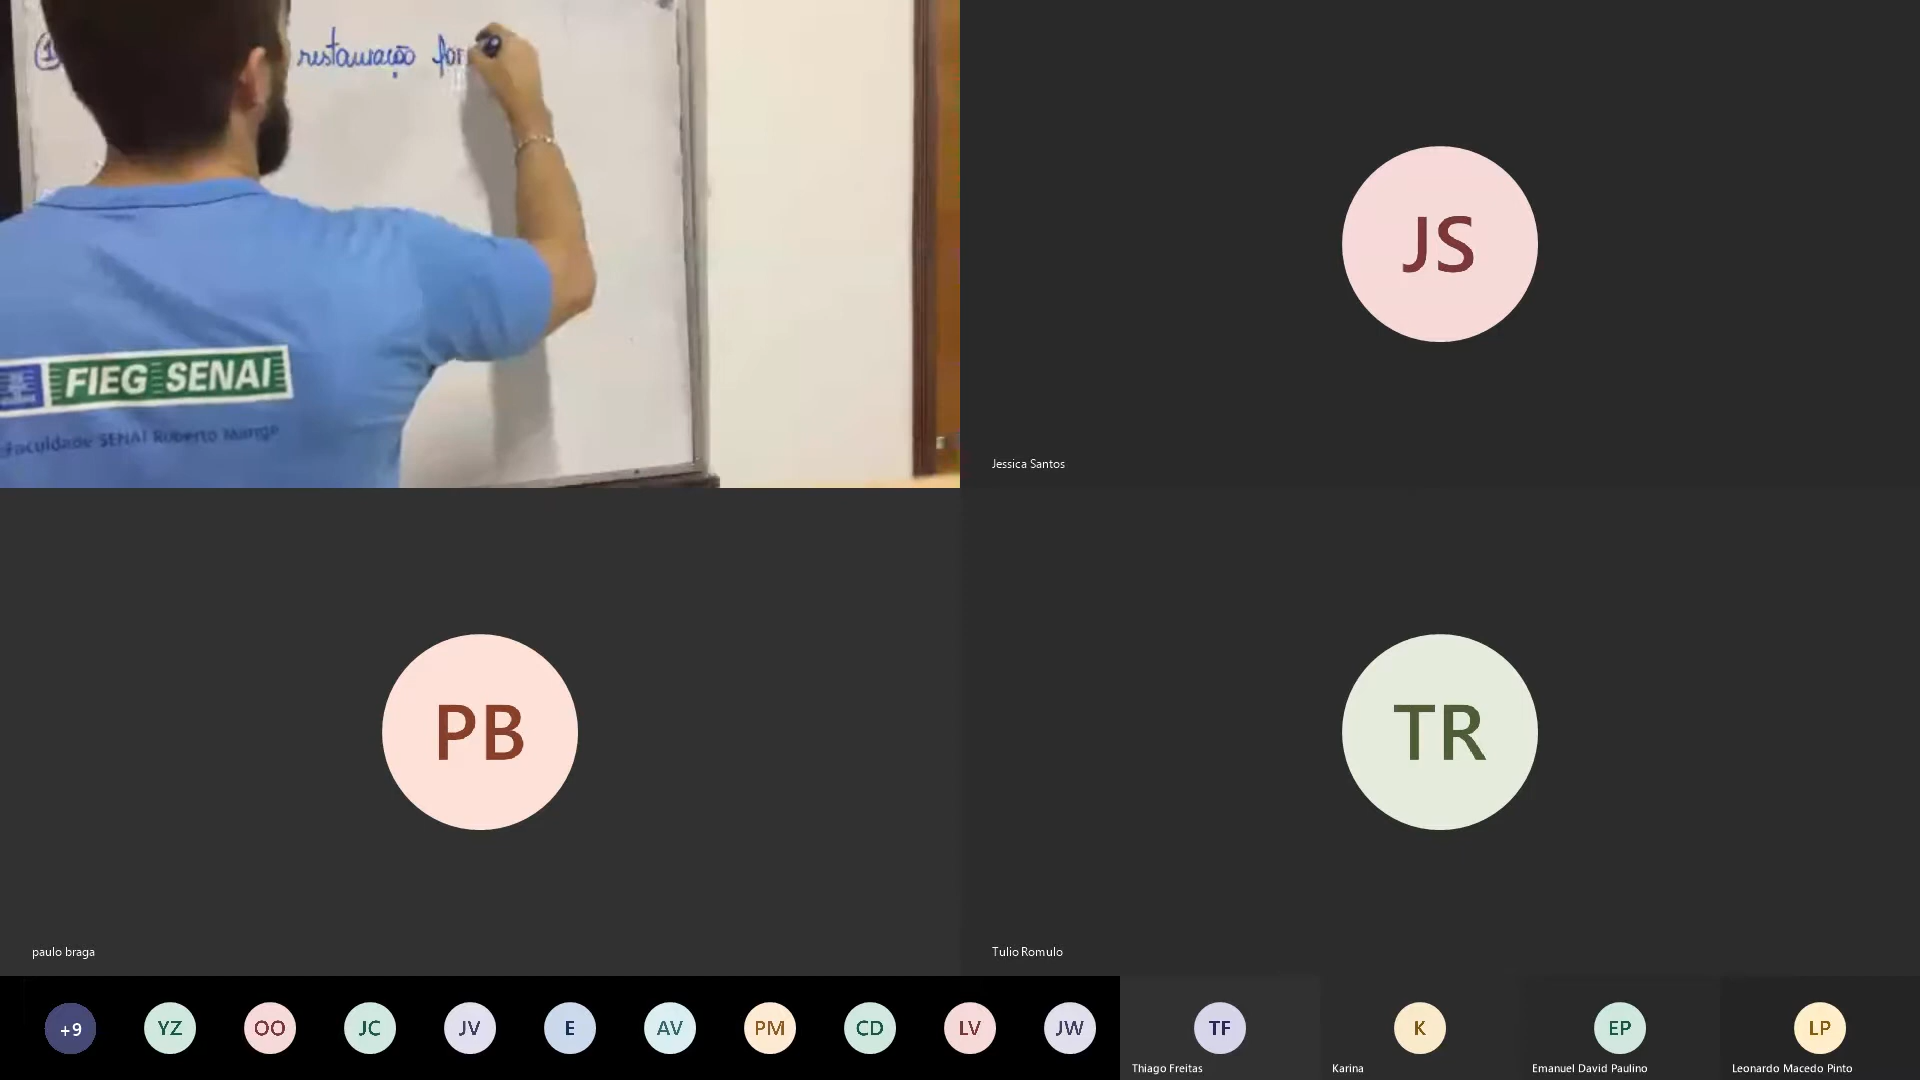 1 restauração for
FIEG SENAI
Faculdade SENAI Roberto Mange
JS
Jessica Santos
PB
TR
paulo braga
Tulio Romulo
+9 YZ OO JC JV E AV PM CD LV JW TF K EP LP
Thiago Freitas Karina Emanuel David Paulino Leonardo Macedo Pinto